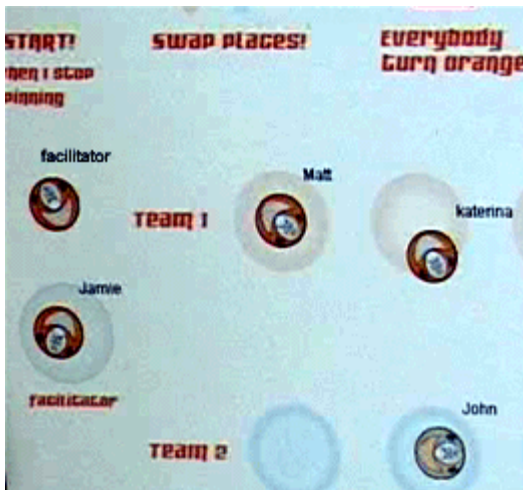 START!
SWAP PLACES!
EVERYBODY
TURN ORANGE
hen I stop
pinning
facilitator
Matt
TEAM 1
katerina
Jamie
facilitator
John
TEAM 2